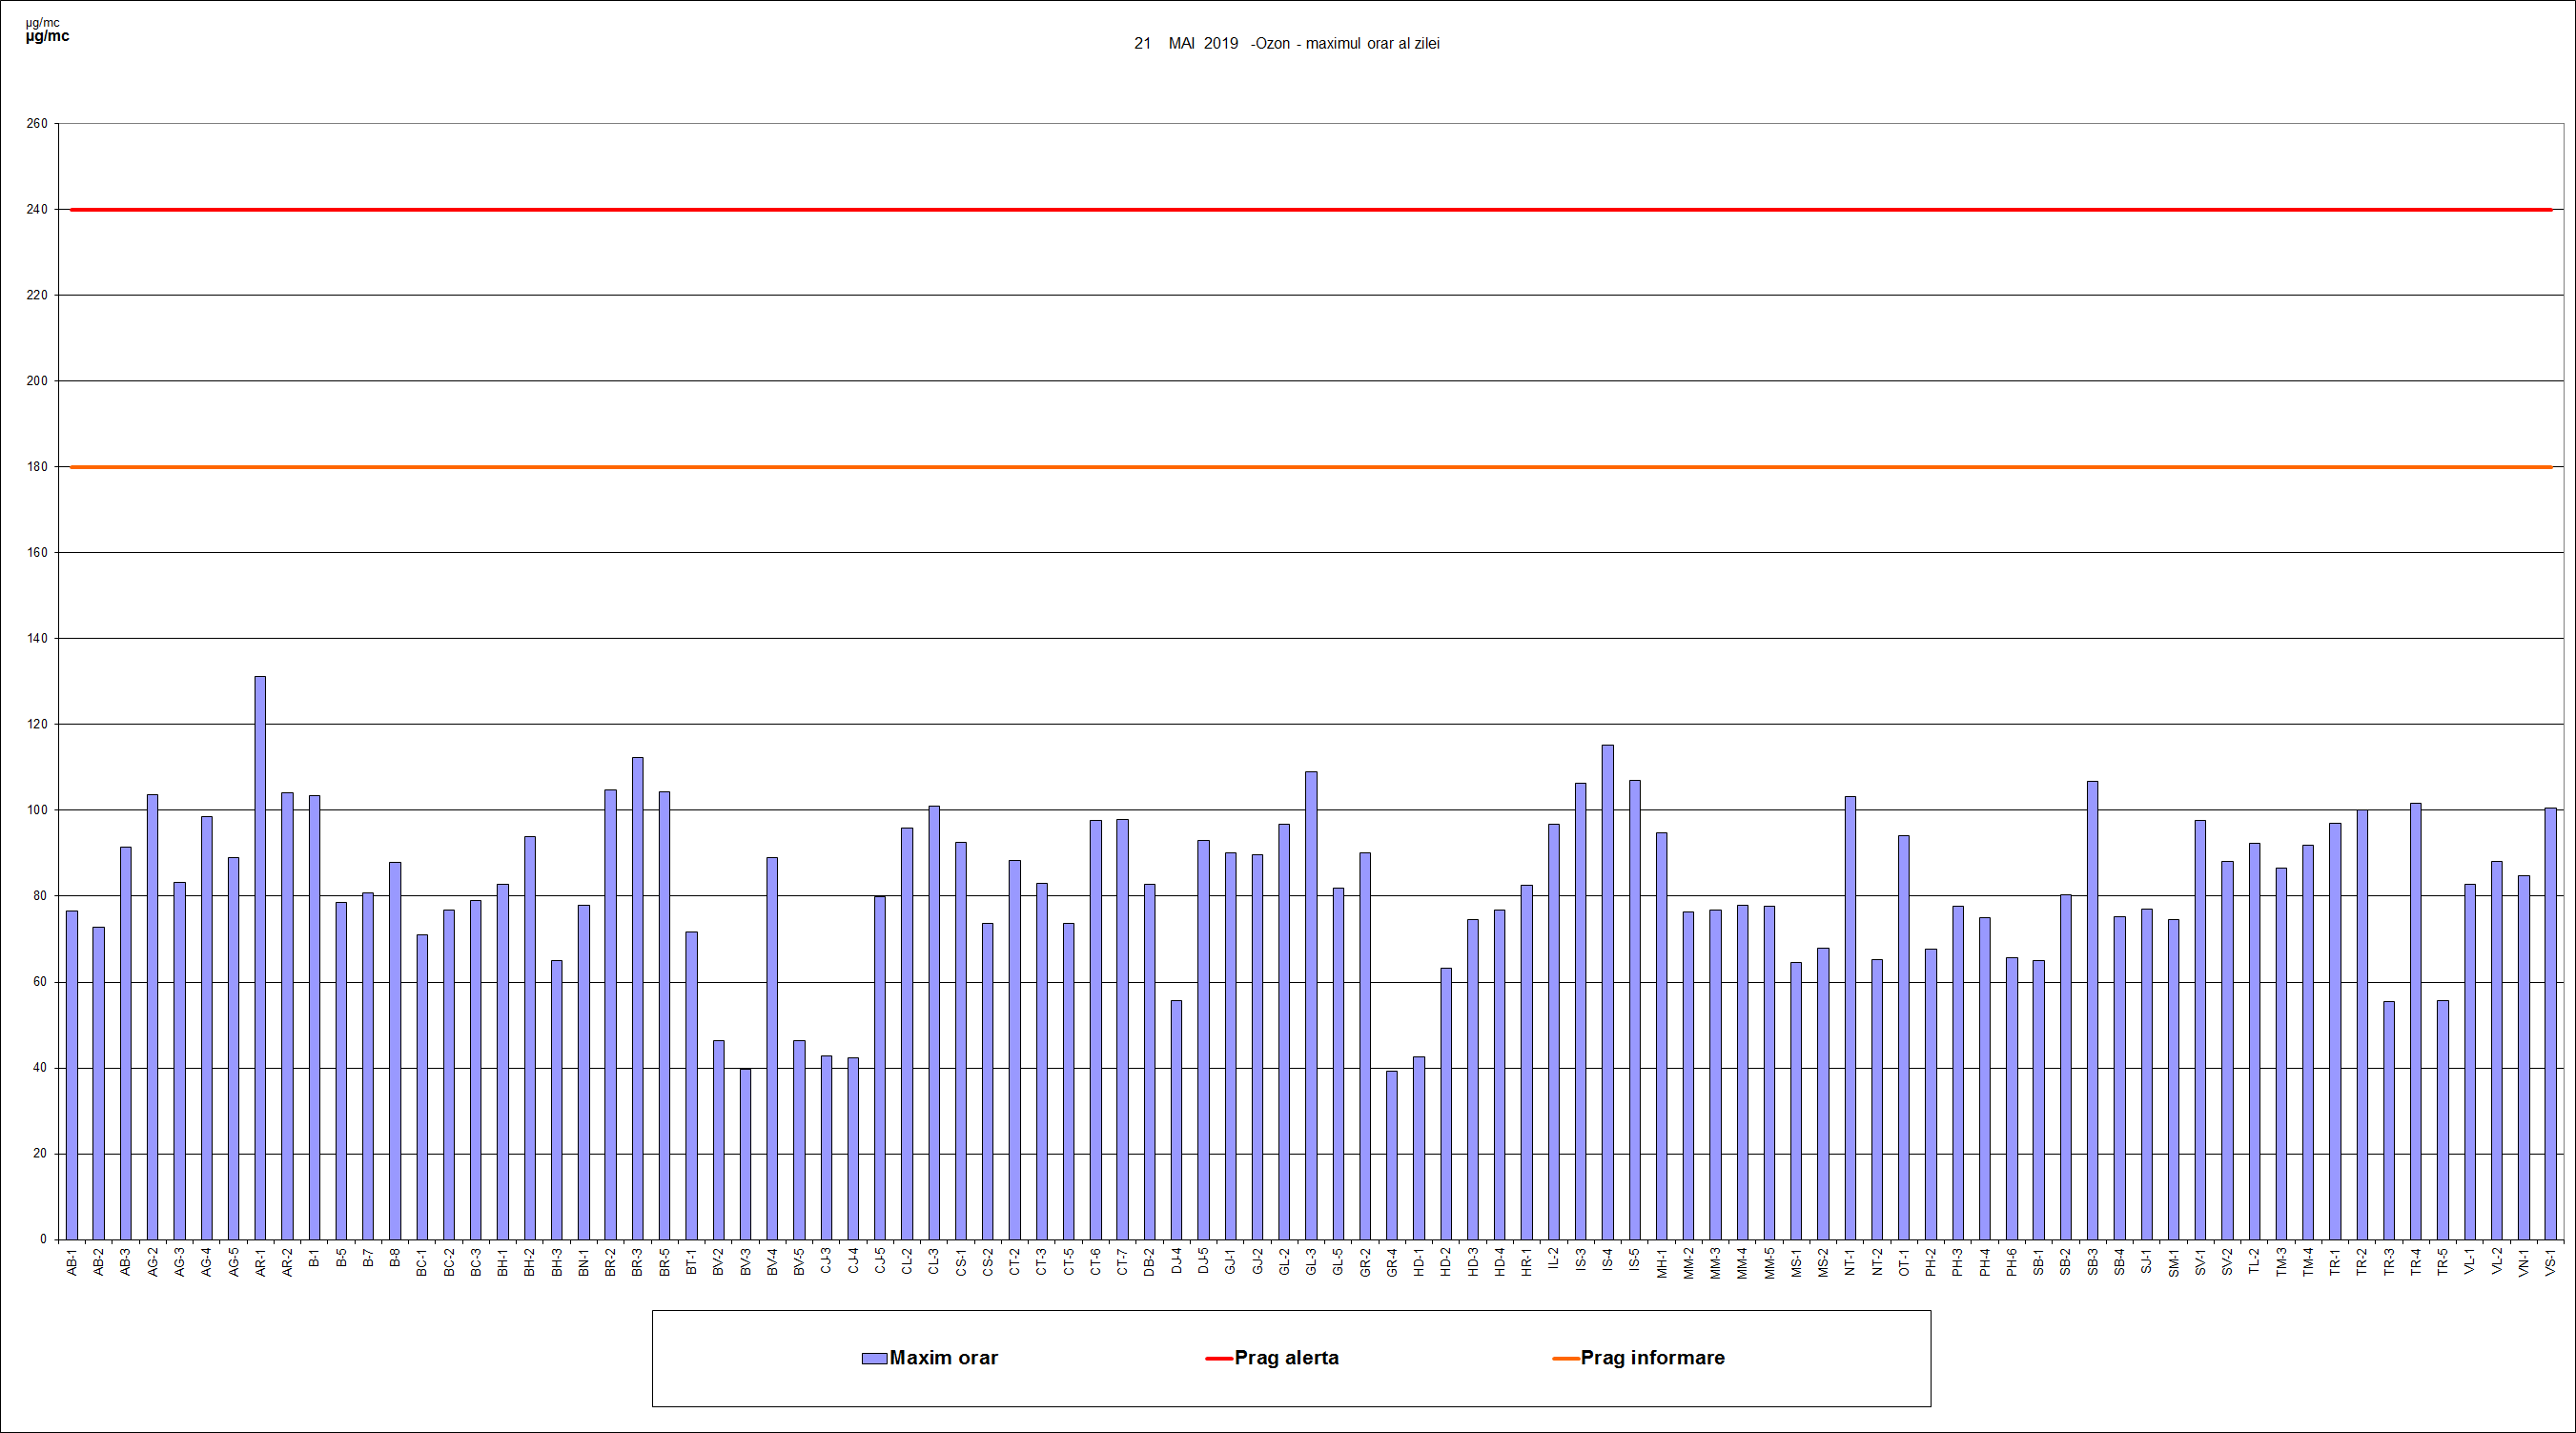 µg/mc
µg/mc
21 MAI 2019 -Ozon - maximul orar al zilei
260
240
220
200
180
160
140
120
100
80
60
40
20
0
AB-1 AB-2 AB-3 AG-2 AG-3 AG-4 AG-5 AR-1 AR-2 B-1 B-5 B-7 B-8 BC-1 BC-2 BC-3 BH-1 BH-2 BH-3 BN-1 BR-2 BR-3 BR-5 BT-1 BV-2 BV-3 BV-4 BV-5 CJ-3 CJ-4 CJ-5 CL-2 CL-3 CS-1 CS-2 CT-2 CT-3 CT-5 CT-6 CT-7 DB-2 DJ-4 DJ-5 GJ-1 GJ-2 GL-2 GL-3 GL-5 GR-2 GR-4 HD-1 HD-2 HD-3 HD-4 HR-1 IL-2 IS-3 IS-4 IS-5 MH-1 MM-2 MM-3 MM-4 MM-5 MS-1 MS-2 NT-1 NT-2 OT-1 PH-2 PH-3 PH-4 PH-6 SB-1 SB-2 SB-3 SB-4 SJ-1 SM-1 SV-1 SV-2 TL-2 TM-3 TM-4 TR-1 TR-2 TR-3 TR-4 TR-5 VL-1 VL-2 VN-1 VS-1
Maxim orar Prag alerta Prag informare